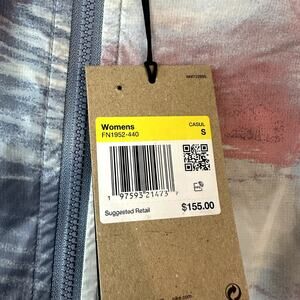 Womens
FN1952-440
CASUL
S
1 97593 21473
Suggested Retail
$155.00